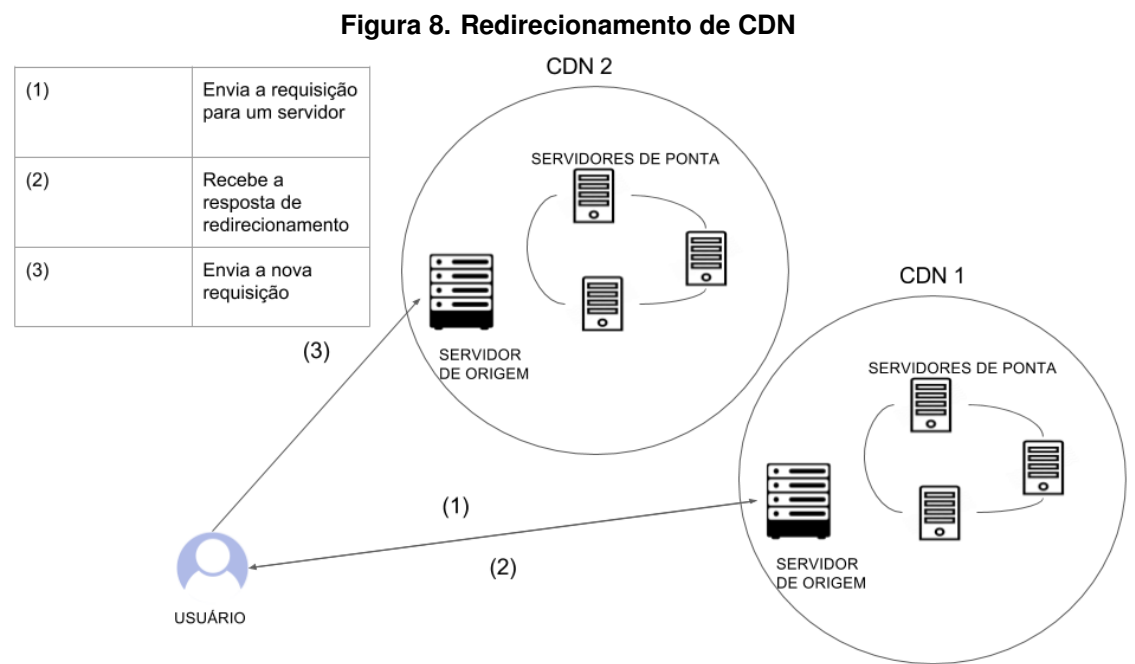 Figura 8. Redirecionamento de CDN
(1)
Envia a requisição
para um servidor
(2)
Recebe a
resposta de
redirecionamento
(3)
Envia a nova
requisição
CDN 2
SERVIDORES DE PONTA
SERVIDOR
DE ORIGEM
CDN 1
SERVIDORES DE PONTA
SERVIDOR
DE ORIGEM
(3)
(1)
(2)
USUÁRIO